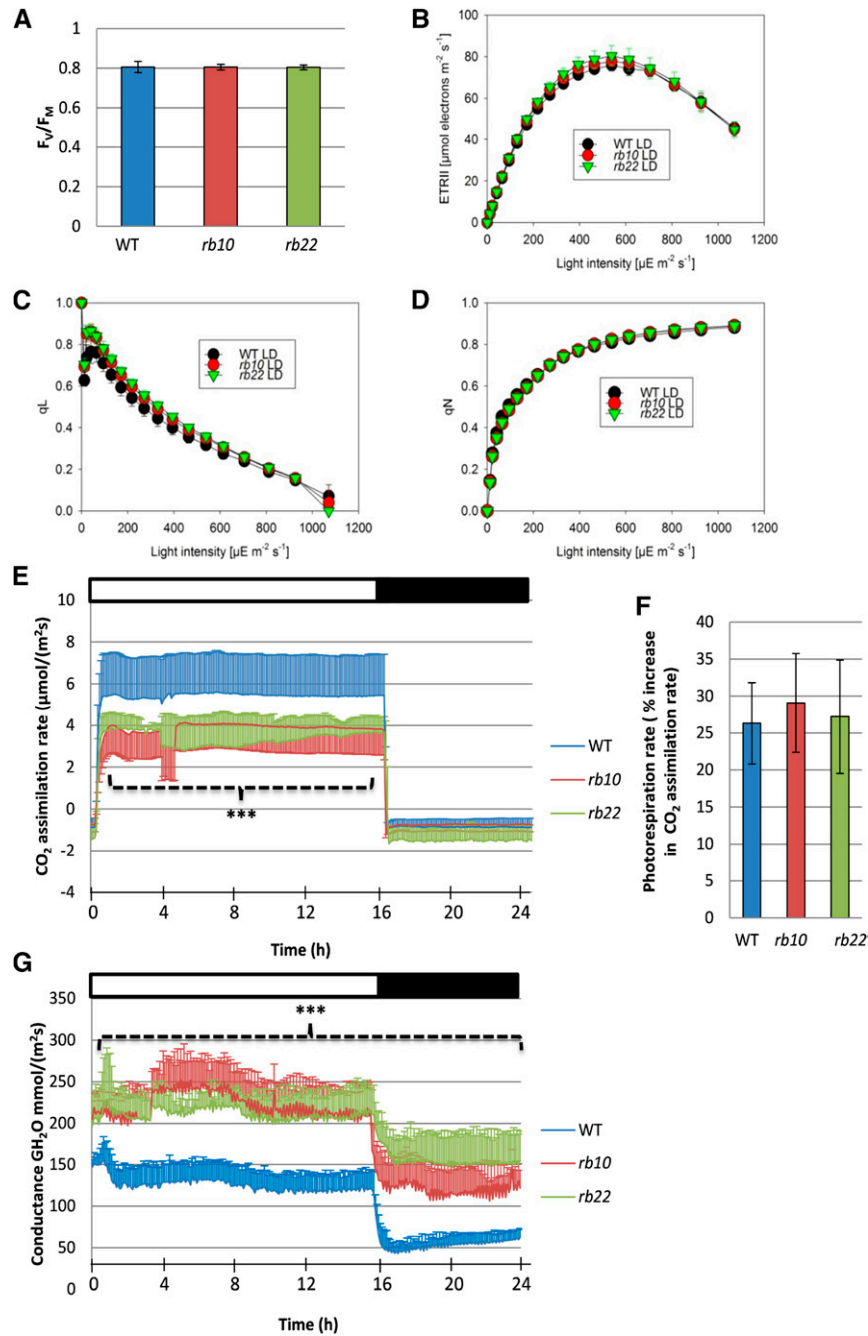 A
1
0.8
0.6
0.4
0.2
0
F_V/F_M
WT rb10 rb22
B
100
80
60
40
20
0
ETRII [µmol electrons m⁻² s⁻¹]
WT LD
rb10 LD
rb22 LD
0 200 400 600 800 1000 1200
Light intensity [µE m⁻² s⁻¹]
C
1.0
0.8
0.6
0.4
0.2
0.0
qL
WT LD
rb10 LD
rb22 LD
0 200 400 600 800 1000 1200
Light intensity [µE m⁻² s⁻¹]
D
1.0
0.8
0.6
0.4
0.2
0.0
qN
WT LD
rb10 LD
rb22 LD
0 200 400 600 800 1000 1200
Light intensity [µE m⁻² s⁻¹]
E
10
8
6
4
2
0
-2
-4
CO₂ assimilation rate (µmol/(m²s)
***
WT
rb10
rb22
0 4 8 12 16 20 24
Time (h)
F
40
35
30
25
20
15
10
5
0
Photorespiration rate ( % increase
in CO₂ assimilation rate)
WT rb10 rb22
G
350
300
250
200
150
100
50
0
Conductance GH₂O mmol/(m²s)
***
WT
rb10
rb22
0 4 8 12 16 20 24
Time (h)